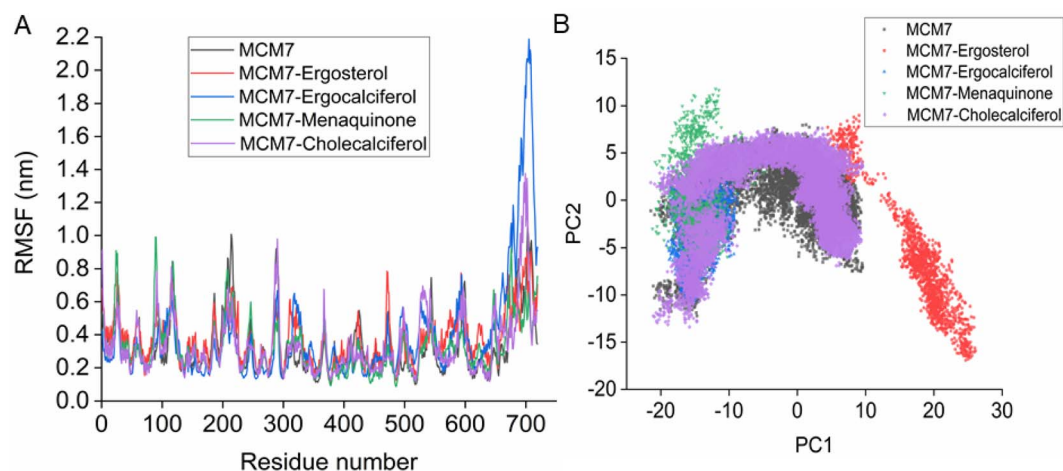 A
2.2
2.0
1.8
1.6
1.4
1.2
1.0
0.8
0.6
0.4
0.2
0.0
RMSF (nm)
MCM7
MCM7-Ergosterol
MCM7-Ergocalciferol
MCM7-Menaquinone
MCM7-Cholecalciferol
0 100 200 300 400 500 600 700
Residue number
B
15
10
5
0
-5
-10
-15
-20
PC2
MCM7
MCM7-Ergosterol
MCM7-Ergocalciferol
MCM7-Menaquinone
MCM7-Cholecalciferol
-20 -10 0 10 20 30
PC1